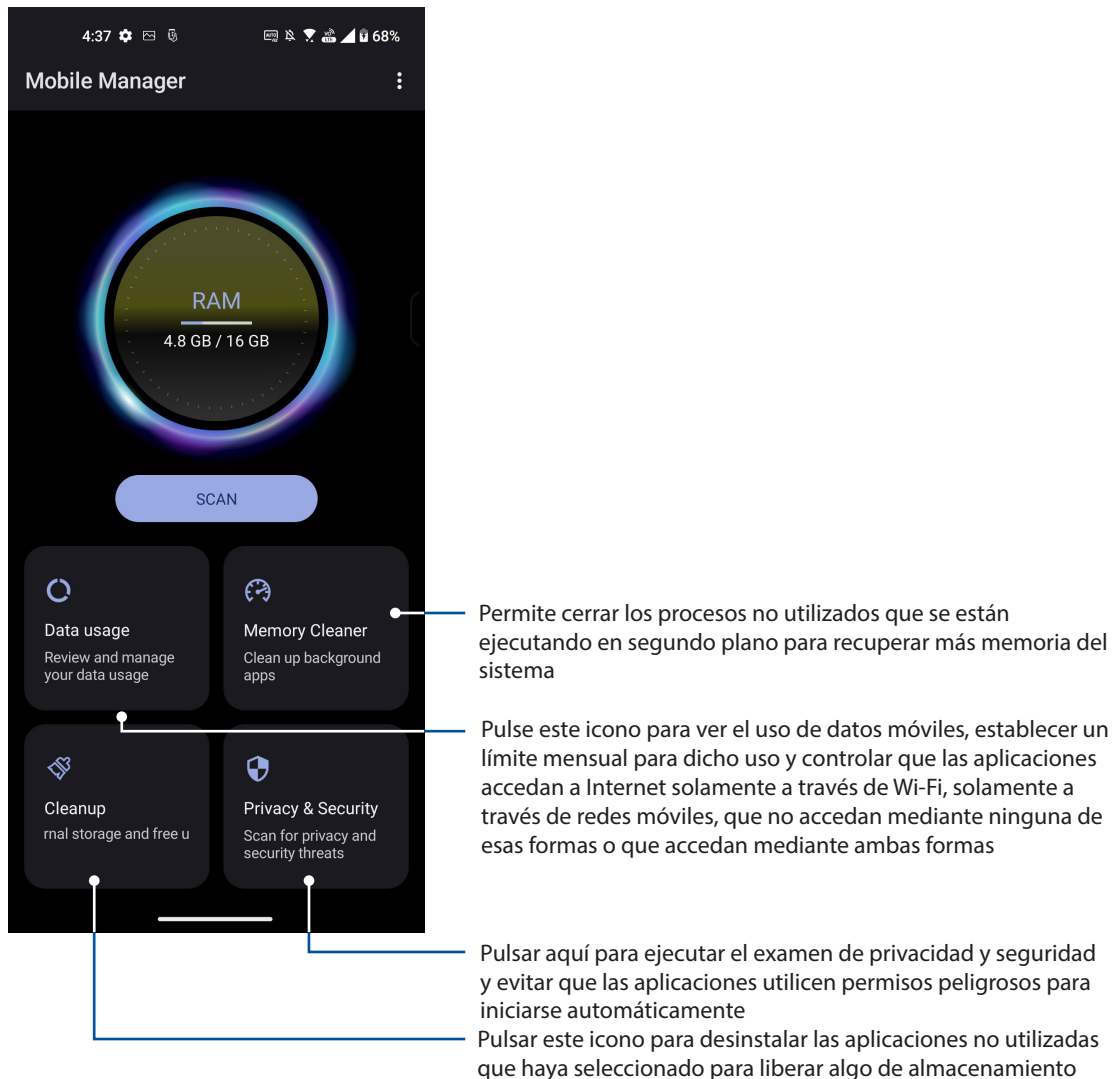 4:37 68%
Mobile Manager
RAM
4.8 GB / 16 GB
SCAN
Data usage
Review and manage
your data usage
Memory Cleaner
Clean up background
apps
Cleanup
rnal storage and free u
Privacy & Security
Scan for privacy and
security threats
Permite cerrar los procesos no utilizados que se están
ejecutando en segundo plano para recuperar más memoria del
sistema
Pulse este icono para ver el uso de datos móviles, establecer un
límite mensual para dicho uso y controlar que las aplicaciones
accedan a Internet solamente a través de Wi-Fi, solamente a
través de redes móviles, que no accedan mediante ninguna de
esas formas o que accedan mediante ambas formas
Pulsar aquí para ejecutar el examen de privacidad y seguridad
y evitar que las aplicaciones utilicen permisos peligrosos para
iniciarse automáticamente
Pulsar este icono para desinstalar las aplicaciones no utilizadas
que haya seleccionado para liberar algo de almacenamiento